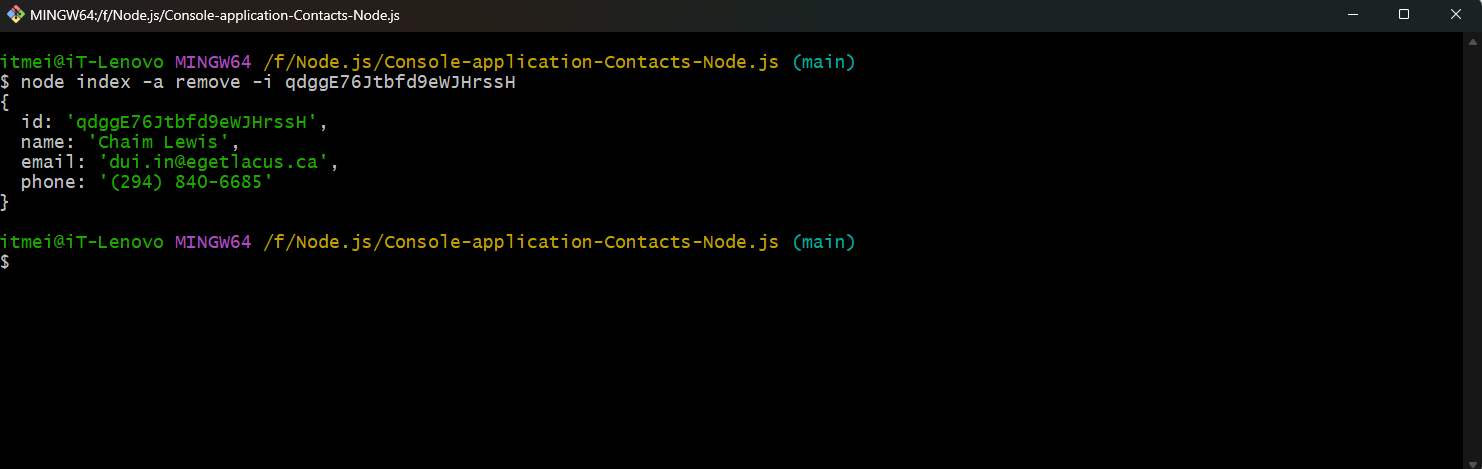 MINGW64:/f/Node.js/Console-application-Contacts-Node.js
itmei@iT-Lenovo MINGW64 /f/Node.js/Console-application-Contacts-Node.js (main)
$ node index -a remove -i qdggE76Jtbfd9eWJHrssH
{
  id: 'qdggE76Jtbfd9eWJHrssH',
  name: 'Chaim Lewis',
  email: 'dui.in@egetlacus.ca',
  phone: '(294) 840-6685'
}
itmei@iT-Lenovo MINGW64 /f/Node.js/Console-application-Contacts-Node.js (main)
$